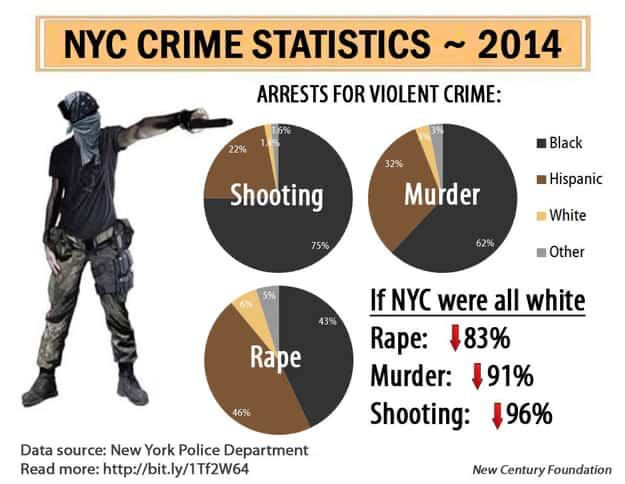 NYC CRIME STATISTICS ~ 2014
ARRESTS FOR VIOLENT CRIME:
1.6%
22%
Shooting
75%
3%
32%
Murder
62%
Black
Hispanic
White
Other
6%
5%
43%
Rape
46%
If NYC were all white
Rape: 83%
Murder: 91%
Shooting: 96%
Data source: New York Police Department
Read more: http://bit.ly/1Tf2W64
New Century Foundation